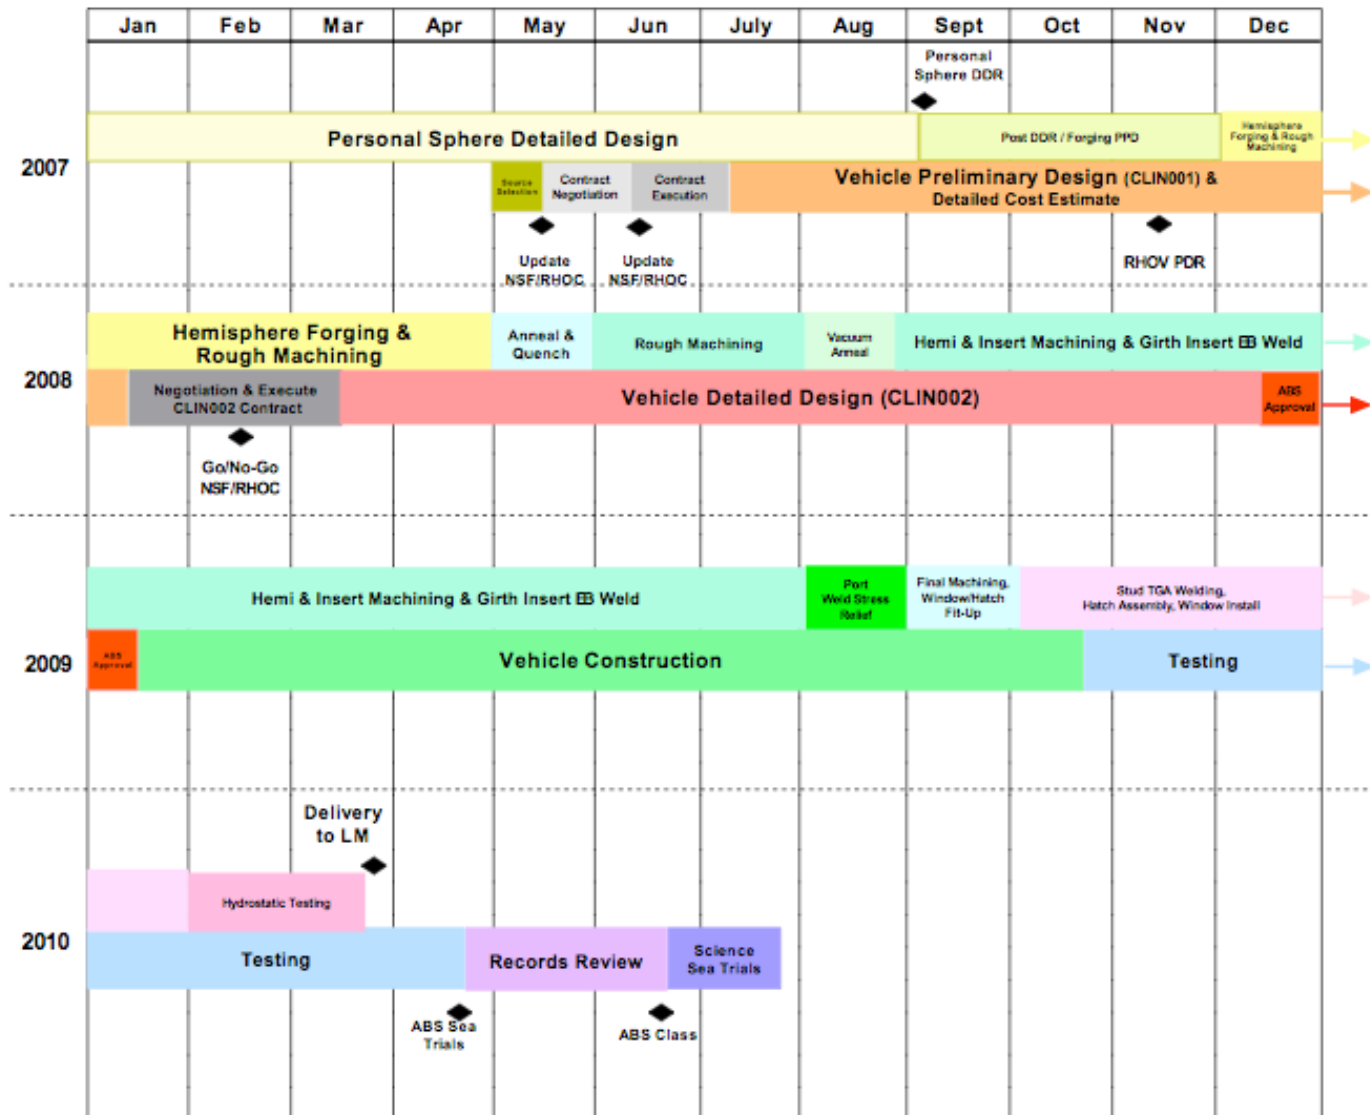 Jan Feb Mar Apr May Jun July Aug Sept Oct Nov Dec
Personal
Sphere DDR
2007
Personal Sphere Detailed Design
Post DDR / Forging PPD
Hemisphere
Forging & Rough
Machining
Source
Selection
Contract
Negotiation
Contract
Execution
Vehicle Preliminary Design (CLIN001) &
Detailed Cost Estimate
Update
NSF/RHOC
Update
NSF/RHOC
RHOV PDR
2008
Hemisphere Forging &
Rough Machining
Anneal &
Quench
Rough Machining
Vacuum
Anneal
Hemi & Insert Machining & Girth Insert EB Weld
Negotiation & Execute
CLIN002 Contract
Vehicle Detailed Design (CLIN002)
ABS
Approval
Go/No-Go
NSF/RHOC
2009
Hemi & Insert Machining & Girth Insert EB Weld
Port
Weld Stress
Relief
Final Machining,
Window/Hatch
Fit-Up
Stud TGA Welding,
Hatch Assembly, Window Install
ABS
Approval
Vehicle Construction
Testing
2010
Delivery
to LM
Hydrostatic Testing
Testing
Records Review
Science
Sea Trials
ABS Sea
Trials
ABS Class